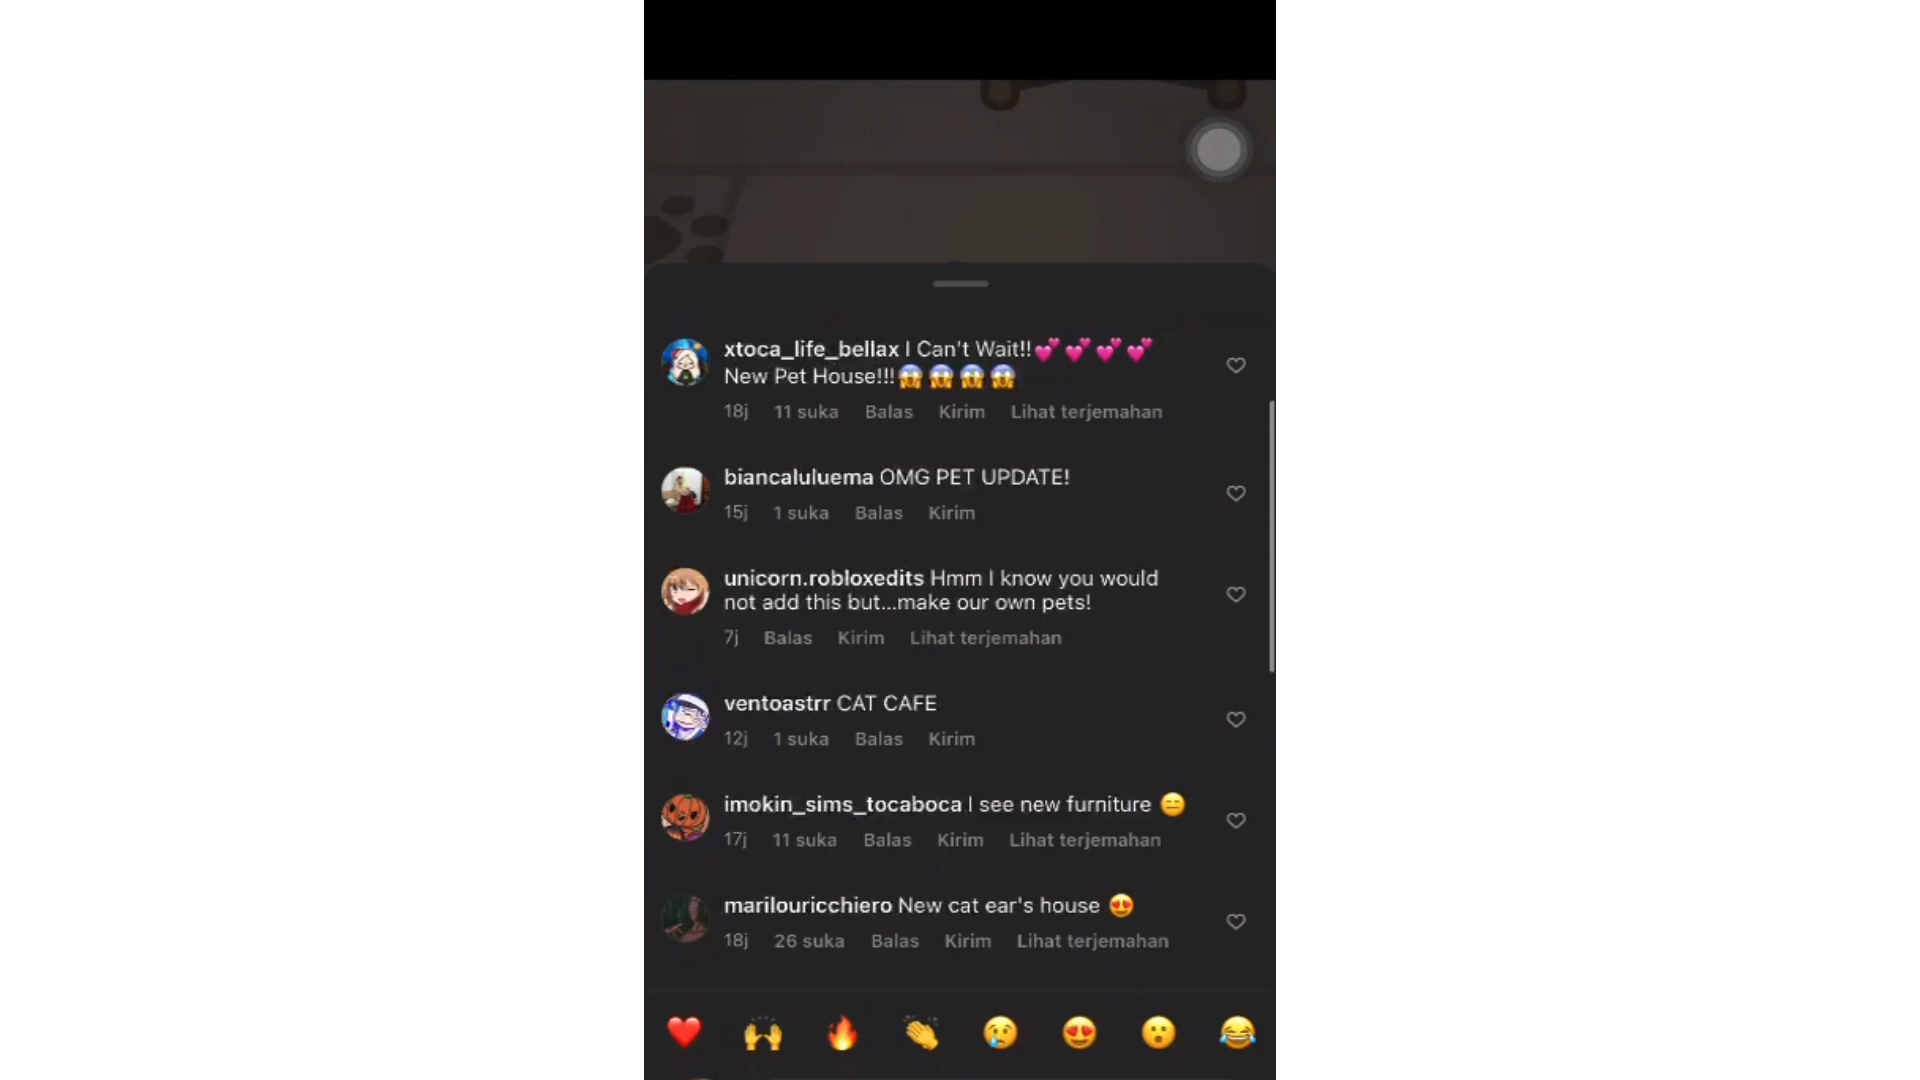 xtoca_life_bellax I Can't Wait!!💕💕💕💕
New Pet House!!!😱😱😱😱
18j 11 suka Balas Kirim Lihat terjemahan
biancaluluema OMG PET UPDATE!
15j 1 suka Balas Kirim
unicorn.robloxedits Hmm I know you would
not add this but...make our own pets!
7j Balas Kirim Lihat terjemahan
ventoastrr CAT CAFE
12j 1 suka Balas Kirim
imokin_sims_tocaboca I see new furniture 😑
17j 11 suka Balas Kirim Lihat terjemahan
marilouricchiero New cat ear's house 😍
18j 26 suka Balas Kirim Lihat terjemahan